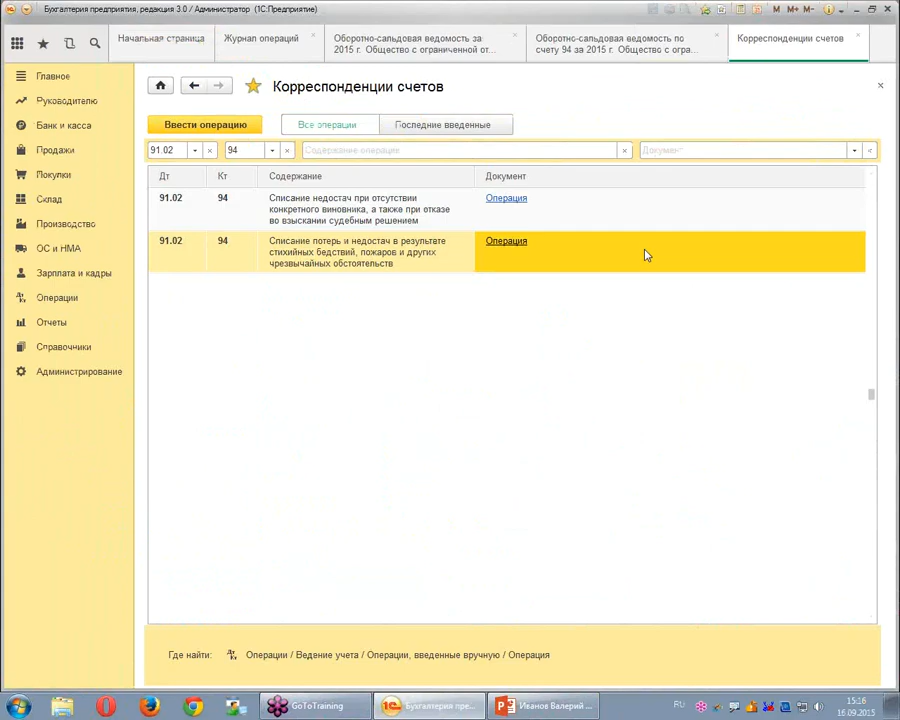 Бухгалтерия предприятия, редакция 3.0 / Администратор (1С:Предприятие)
M M+ M-
Начальная страница
Журнал операций
Оборотно-сальдовая ведомость за
2015 г. Общество с ограниченной от...
Оборотно-сальдовая ведомость по
счету 94 за 2015 г. Общество с огра...
Корреспонденции счетов
Главное
Руководителю
Банк и касса
Продажи
Покупки
Склад
Производство
ОС и НМА
Зарплата и кадры
Операции
Отчеты
Справочники
Администрирование
Корреспонденции счетов
Ввести операцию
Все операции
Последние введенные
91.02
94
Содержание операции
Документ
Дт
Кт
Содержание
Документ
91.02
94
Списание недостач при отсутствии
конкретного виновника, а также при отказе
во взыскании судебным решением
Операция
91.02
94
Списание потерь и недостач в результате
стихийных бедствий, пожаров и других
чрезвычайных обстоятельств
Операция
Где найти:
Операции / Ведение учета / Операции, введенные вручную / Операция
GoToTraining
Бухгалтерия пре...
Иванов Валерий ...
RU
15:16
16.09.2015